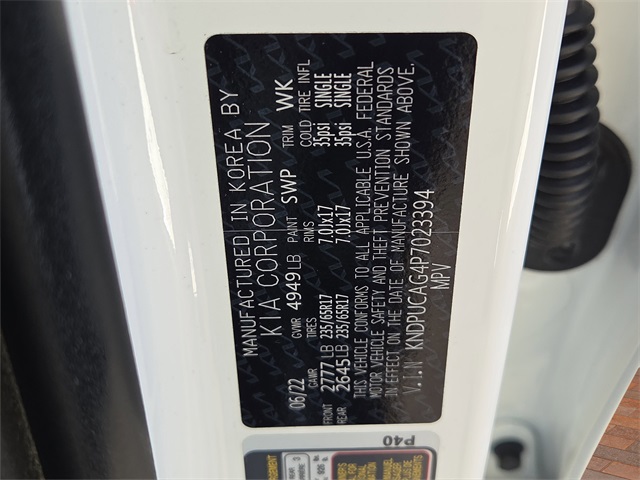 MANUFACTURED IN KOREA BY
KIA CORPORATION
06/22 GVWR 4949LB PAINT SWP TRIM WK
GAWR TIRES RIMS COLD TIRE INFL
FRONT 2777LB 235/65R17 7.0JX17 35psi SINGLE
REAR 2645LB 235/65R17 7.0JX17 35psi SINGLE
THIS VEHICLE CONFORMS TO ALL APPLICABLE U.S.A. FEDERAL
MOTOR VEHICLE SAFETY AND THEFT PREVENTION STANDARDS
IN EFFECT ON THE DATE OF MANUFACTURE SHOWN ABOVE.
V.I.N KNDPUCAG4P7023394
MPV
P40